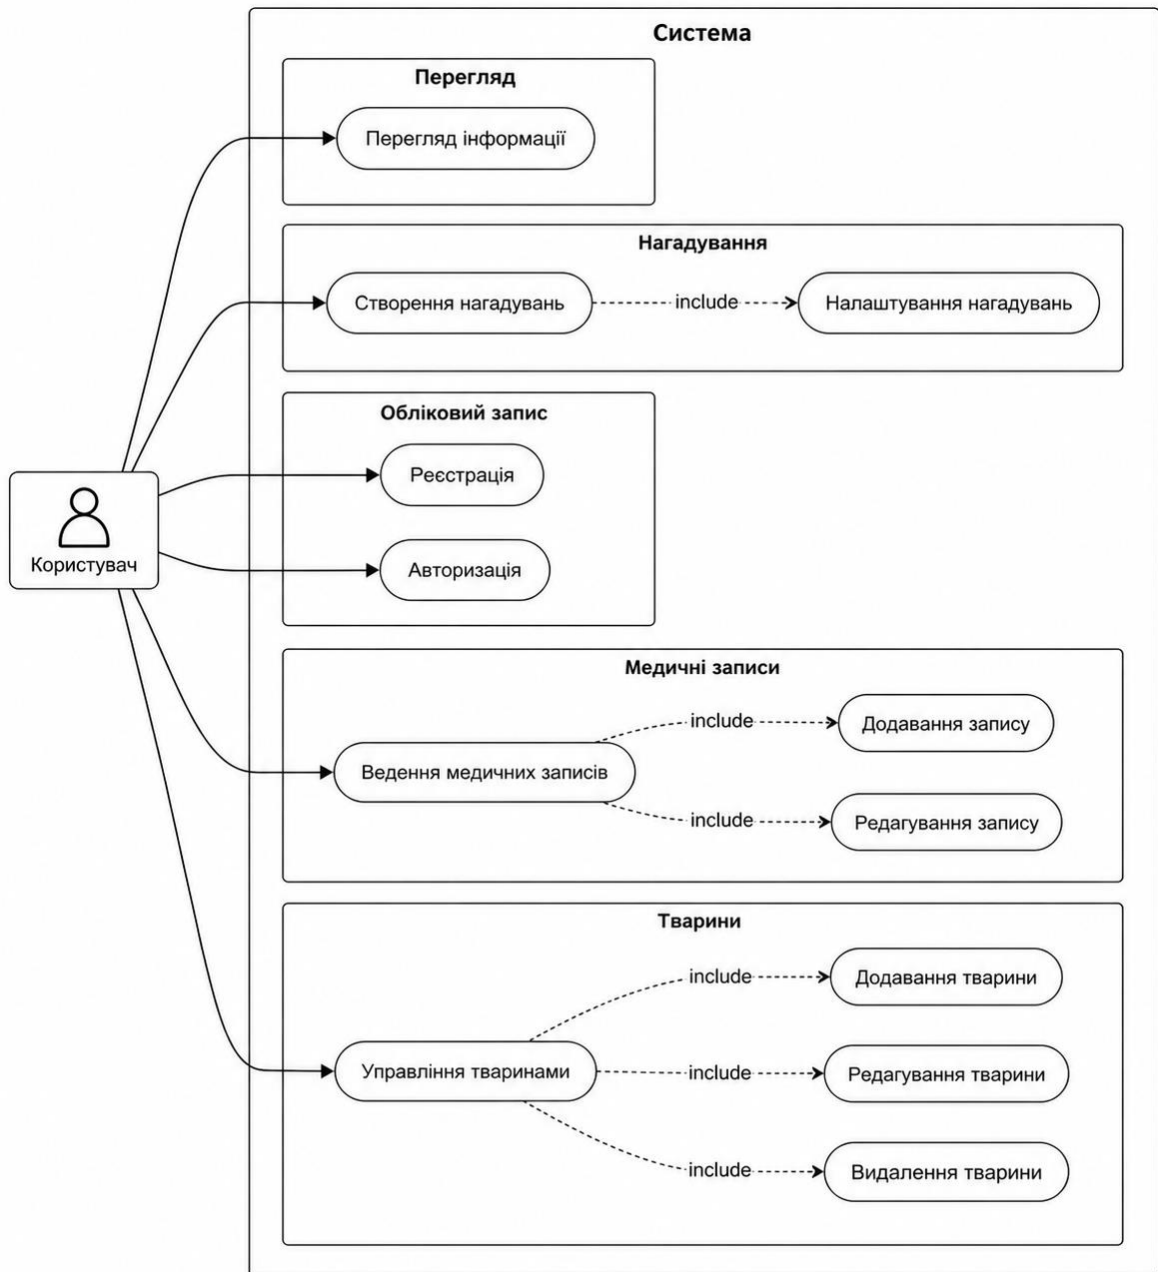 Система
Перегляд
Перегляд інформації
Нагадування
Створення нагадувань
include
Налаштування нагадувань
Обліковий запис
Реєстрація
Авторизація
Користувач
Медичні записи
Ведення медичних записів
include
Додавання запису
include
Редагування запису
Тварини
Управління тваринами
include
Додавання тварини
include
Редагування тварини
include
Видалення тварини